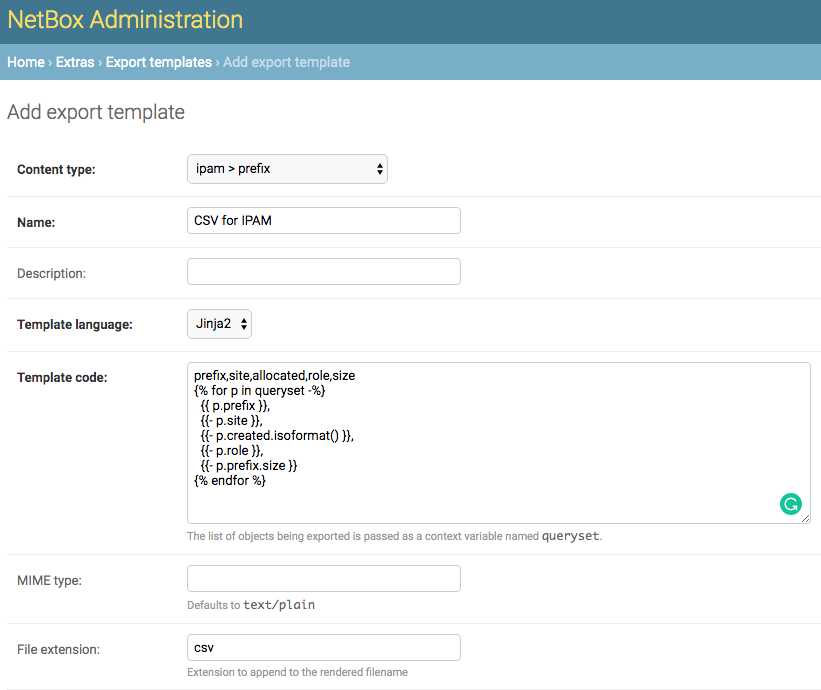 NetBox Administration
Home › Extras › Export templates › Add export template
Add export template
Content type: ipam > prefix
Name: CSV for IPAM
Description:
Template language: Jinja2
Template code: prefix,site,allocated,role,size
{% for p in queryset -%}
{{ p.prefix }},
{{- p.site }},
{{- p.created.isoformat() }},
{{- p.role }},
{{- p.prefix.size }}
{% endfor %}
The list of objects being exported is passed as a context variable named queryset.
MIME type:
Defaults to text/plain
File extension: csv
Extension to append to the rendered filename